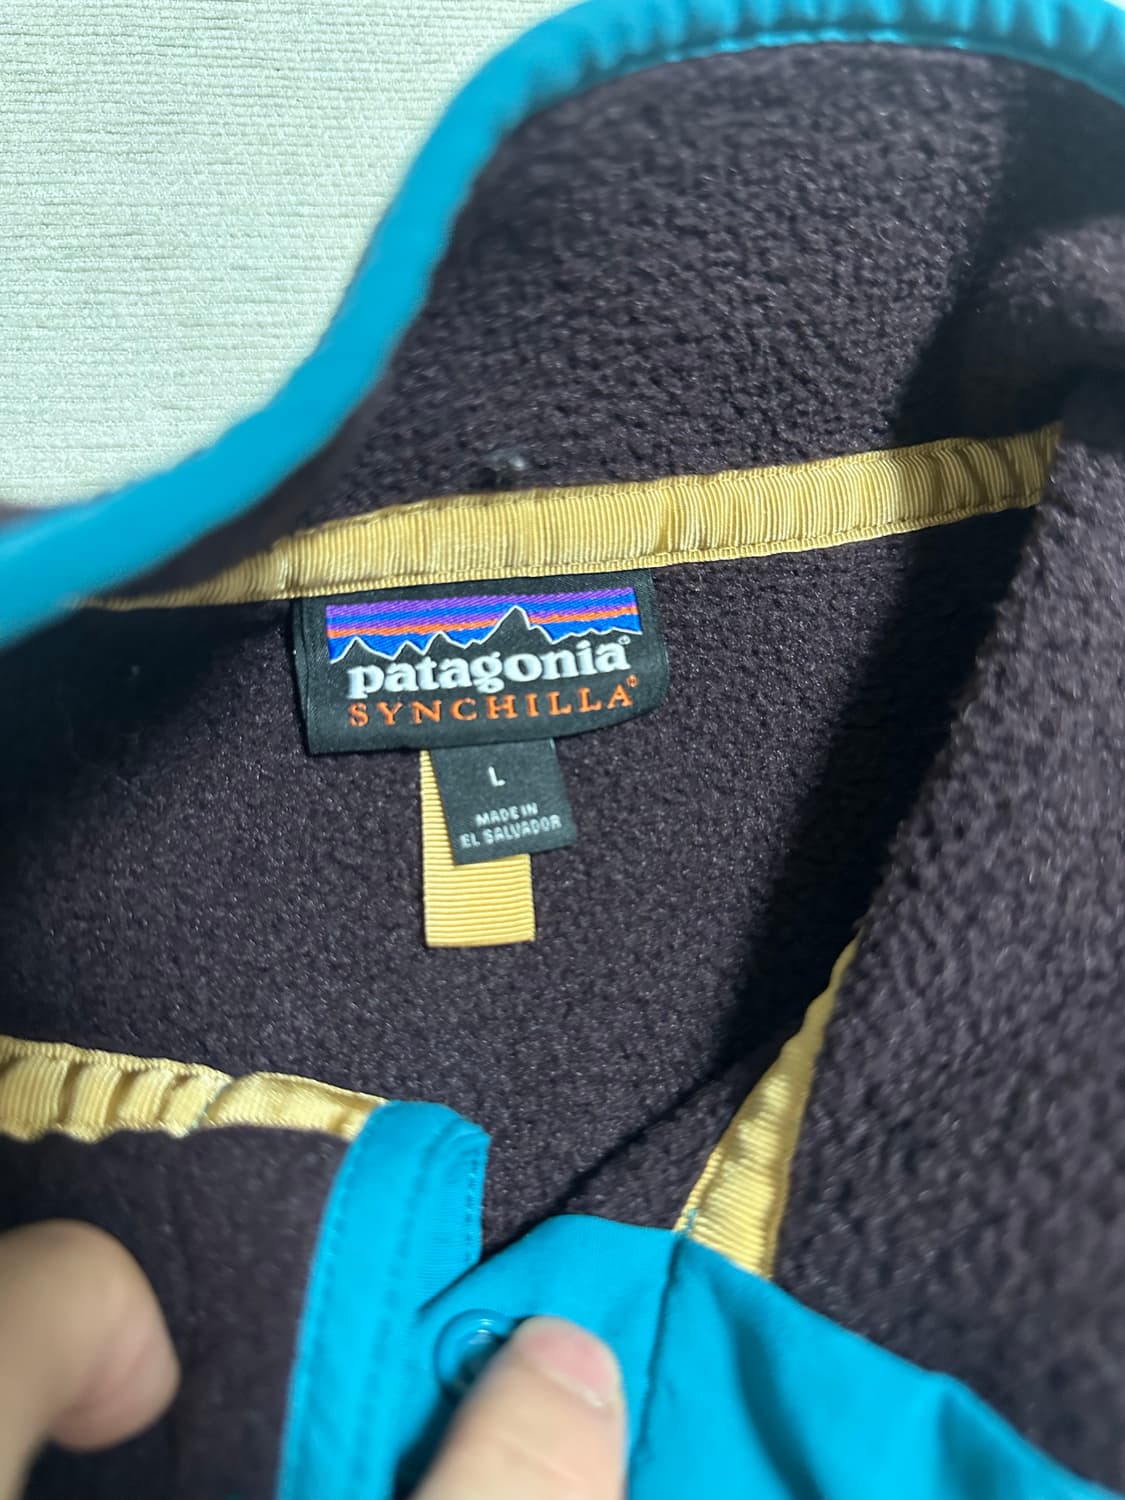 patagonia®
SYNCHILLA®
L
MADE IN
EL SALVADOR